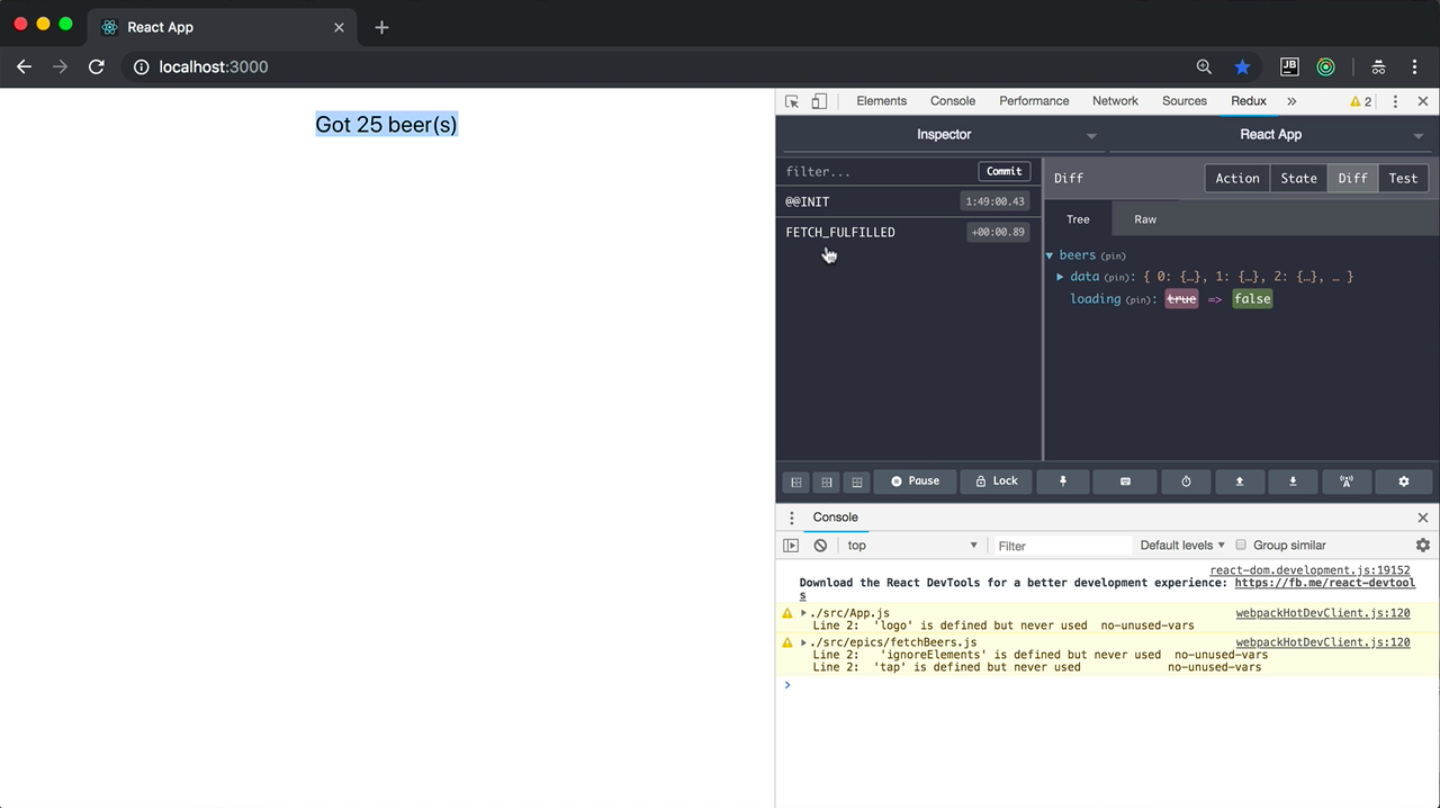 React App
localhost:3000
JB
Got 25 beer(s)
Elements Console Performance Network Sources Redux » 2
Inspector React App
filter... Commit
@@INIT 1:49:00.43
FETCH_FULFILLED +00:00.89
Diff Action State Diff Test
Tree Raw
beers (pin)
data (pin): { 0: {…}, 1: {…}, 2: {…}, … }
loading (pin): true => false
Pause Lock
Console
top Filter Default levels Group similar
react-dom.development.js:19152
Download the React DevTools for a better development experience: https://fb.me/react-devtool
s
./src/App.js webpackHotDevClient.js:120
Line 2: 'logo' is defined but never used no-unused-vars
./src/epics/fetchBeers.js webpackHotDevClient.js:120
Line 2: 'ignoreElements' is defined but never used no-unused-vars
Line 2: 'tap' is defined but never used no-unused-vars